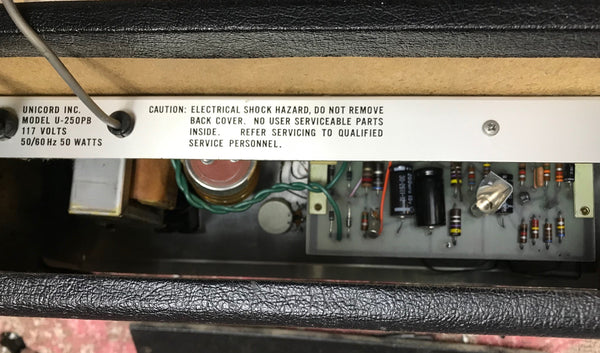 UNICORD INC.
MODEL U-250PB
117 VOLTS
50/60Hz 50 WATTS
CAUTION: ELECTRICAL SHOCK HAZARD, DO NOT REMOVE
BACK COVER. NO USER SERVICEABLE PARTS
INSIDE. REFER SERVICING TO QUALIFIED
SERVICE PERSONNEL.